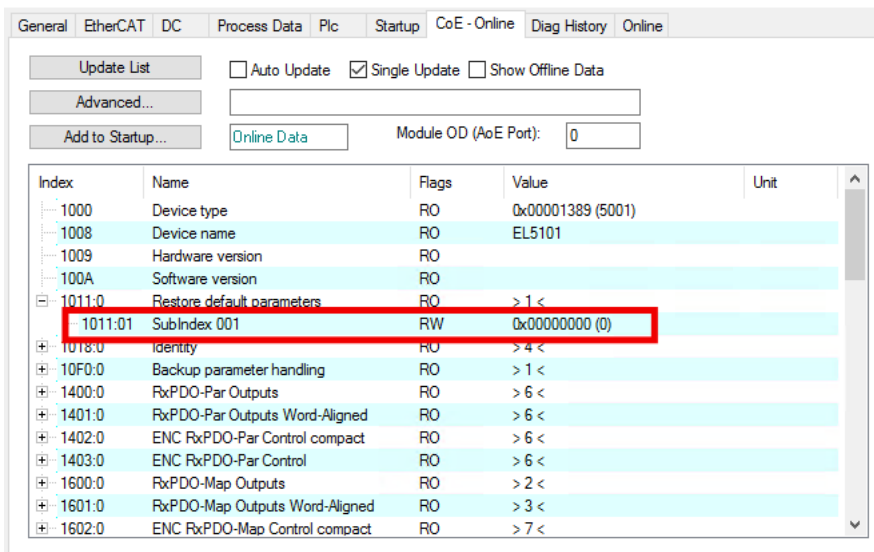 General EtherCAT DC Process Data Plc Startup CoE - Online Diag History Online
Update List Auto Update Single Update Show Offline Data
Advanced...
Add to Startup... Online Data Module OD (AoE Port): 0
Index Name Flags Value Unit
1000 Device type RO 0x00001389 (5001)
1008 Device name RO EL5101
1009 Hardware version RO
100A Software version RO
1011:0 Restore default parameters RO > 1 <
1011:01 SubIndex 001 RW 0x00000000 (0)
1018:0 Identity RO > 4 <
10F0:0 Backup parameter handling RO > 1 <
1400:0 RxPDO-Par Outputs RO > 6 <
1401:0 RxPDO-Par Outputs Word-Aligned RO > 6 <
1402:0 ENC RxPDO-Par Control compact RO > 6 <
1403:0 ENC RxPDO-Par Control RO > 6 <
1600:0 RxPDO-Map Outputs RO > 2 <
1601:0 RxPDO-Map Outputs Word-Aligned RO > 3 <
1602:0 ENC RxPDO-Map Control compact RO > 7 <